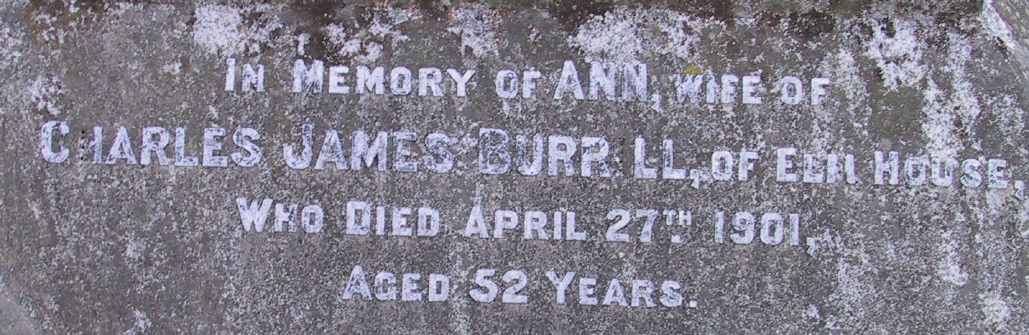 In Memory of Ann, wife of
Charles James Burrill, of Elm House,
Who Died April 27th 1901,
Aged 52 Years.